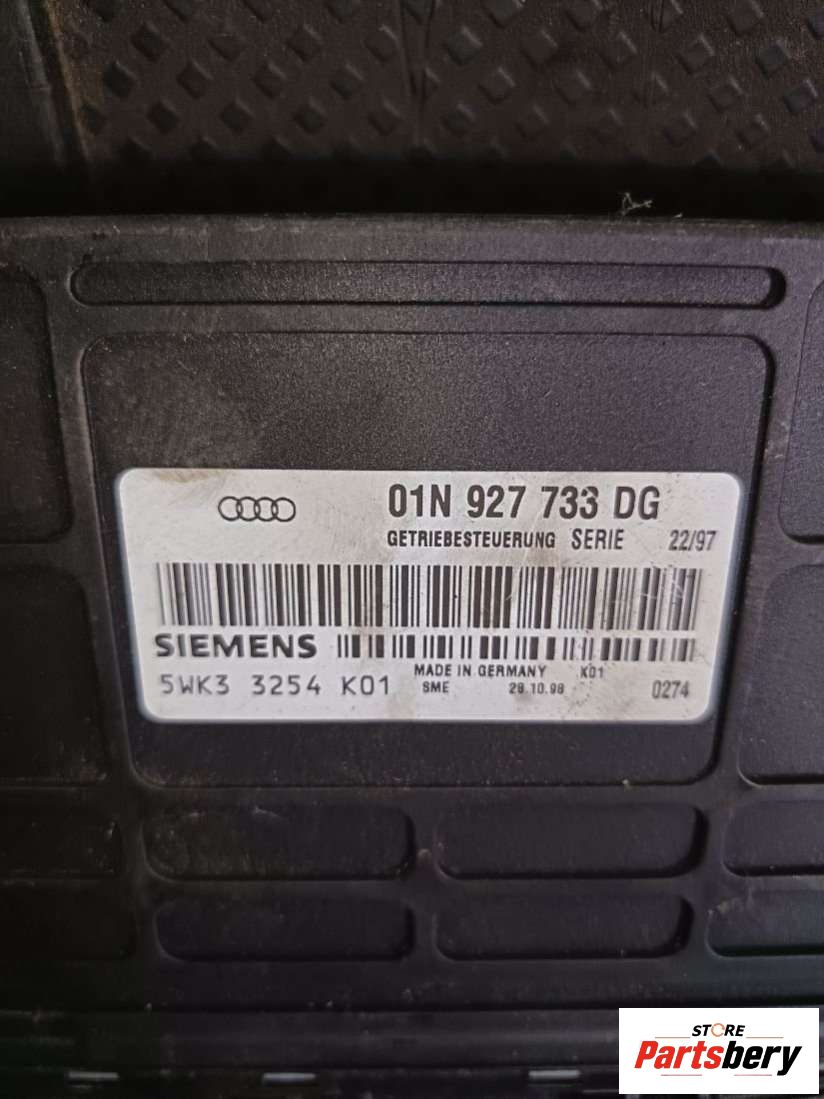 01N 927 733 DG
GETRIEBESTEUERUNG SERIE 22/97
SIEMENS
MADE IN GERMANY K01
5WK3 3254 K01 SME 28.10.98 0274
STORE
Partsbery